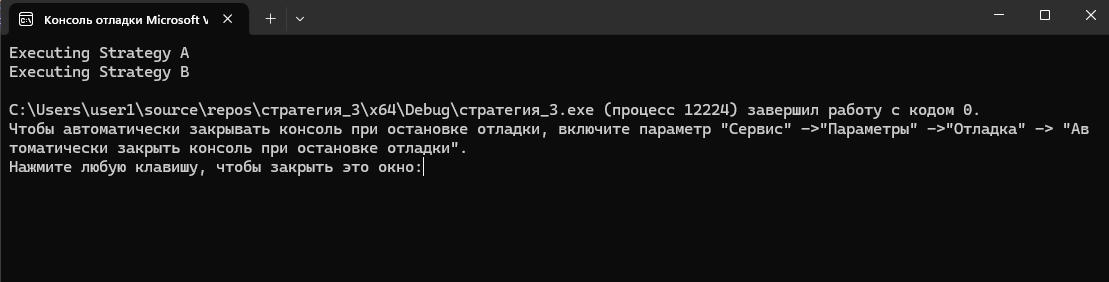 Консоль отладки Microsoft V
Executing Strategy A
Executing Strategy B
C:\Users\user1\source\repos\стратегия_3\x64\Debug\стратегия_3.exe (процесс 12224) завершил работу с кодом 0.
Чтобы автоматически закрывать консоль при остановке отладки, включите параметр "Сервис" ->"Параметры" ->"Отладка" -> "Ав
томатически закрыть консоль при остановке отладки".
Нажмите любую клавишу, чтобы закрыть это окно: